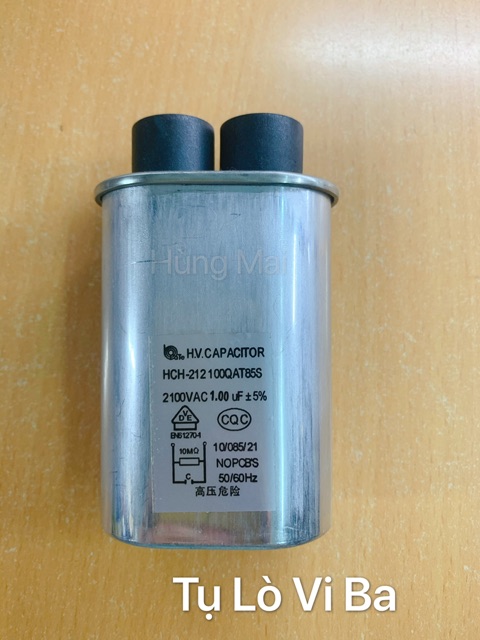 Hùng Mai
H.V.CAPACITOR
HCH-212100QAT85S
2100VAC 1.00 uF ±5%
VDE
CQC
EN61270-1
10MΩ
10/085/21
NOPCB'S
C
50/60Hz
高压危险
Tụ Lò Vi Ba